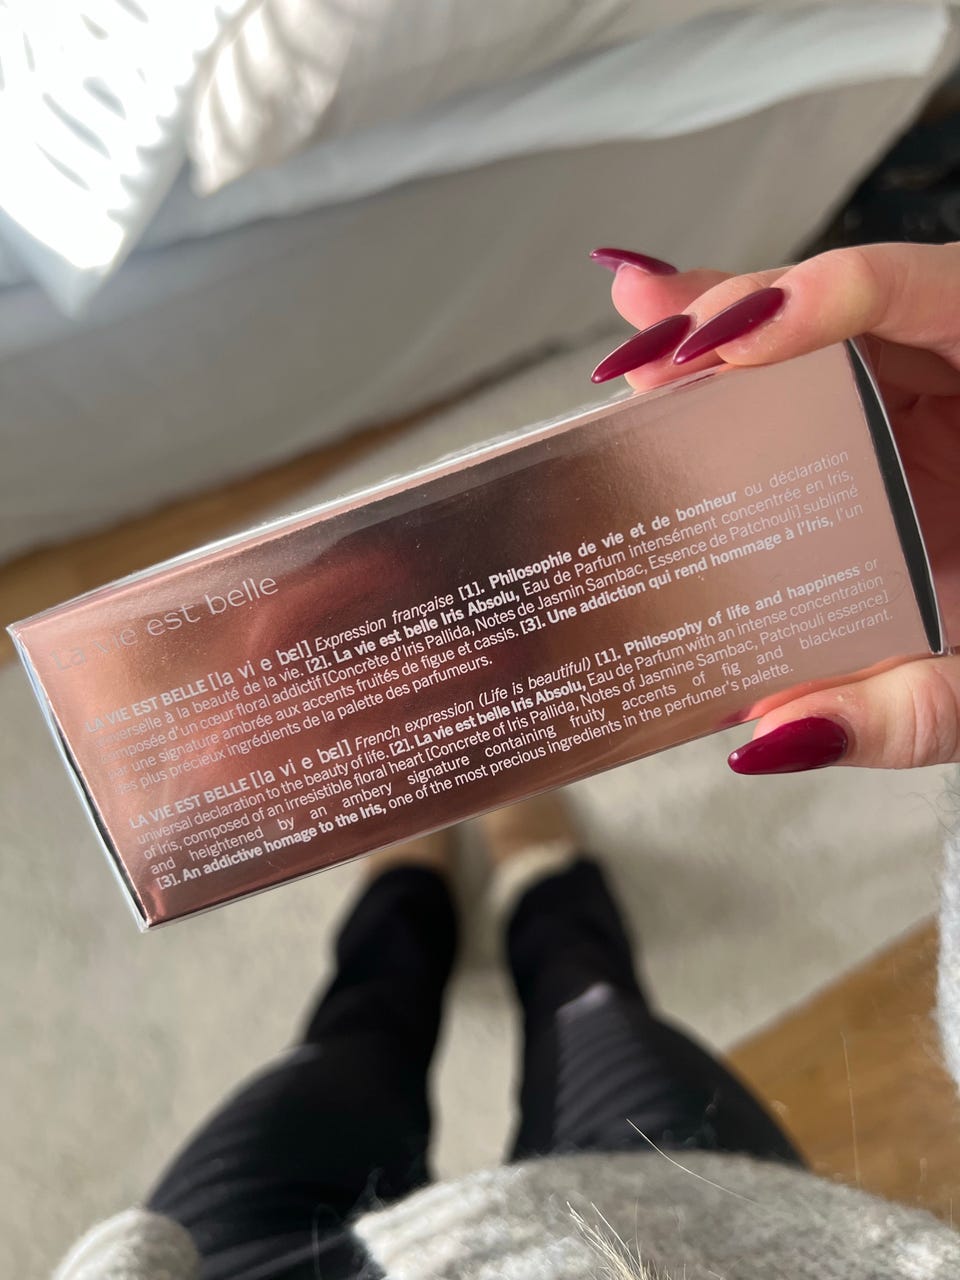 La vie est belle
LA VIE EST BELLE [la vi e bɛl] Expression française [1]. Philosophie de vie et de bonheur ou déclaration
universelle à la beauté de la vie. [2]. La vie est belle Iris Absolu, Eau de Parfum intensément concentrée en Iris,
composée d'un cœur floral addictif [Concrète d'Iris Pallida, Notes de Jasmin Sambac, Essence de Patchouli] sublimé
par une signature ambrée aux accents fruités de figue et cassis. [3]. Une addiction qui rend hommage à l'Iris, l'un
des plus précieux ingrédients de la palette des parfumeurs.
LA VIE EST BELLE [la vi e bɛl] French expression (Life is beautiful) [1]. Philosophy of life and happiness or
universal declaration to the beauty of life. [2]. La vie est belle Iris Absolu, Eau de Parfum with an intense concentration
of Iris, composed of an irresistible floral heart [Concrete of Iris Pallida, Notes of Jasmine Sambac, Patchouli essence]
and heightened by an ambery signature containing fruity accents of fig and blackcurrant.
[3]. An addictive homage to the Iris, one of the most precious ingredients in the perfumer's palette.